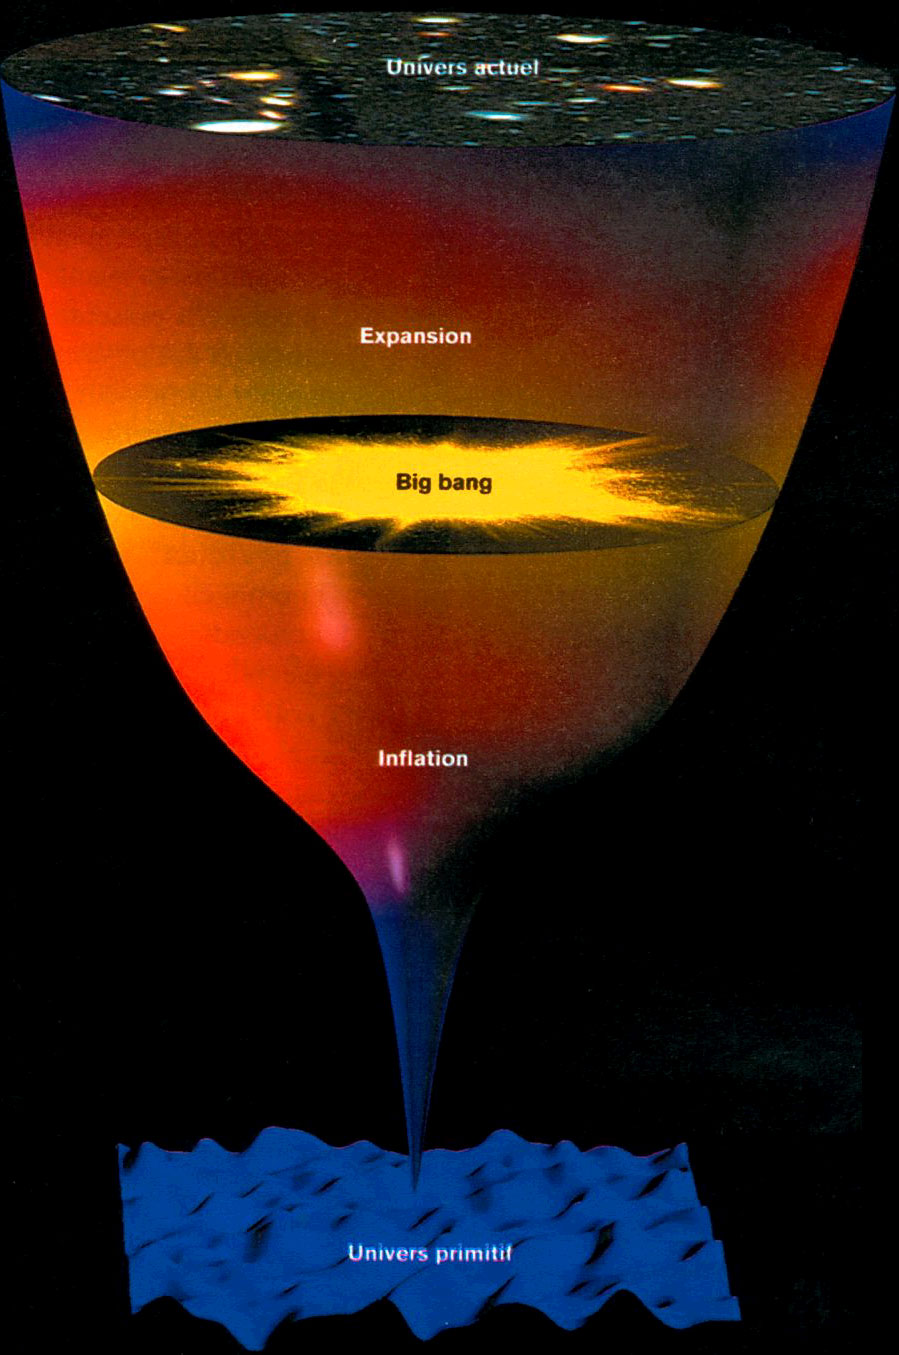 Univers actuel
Expansion
Big bang
Inflation
Univers primitif